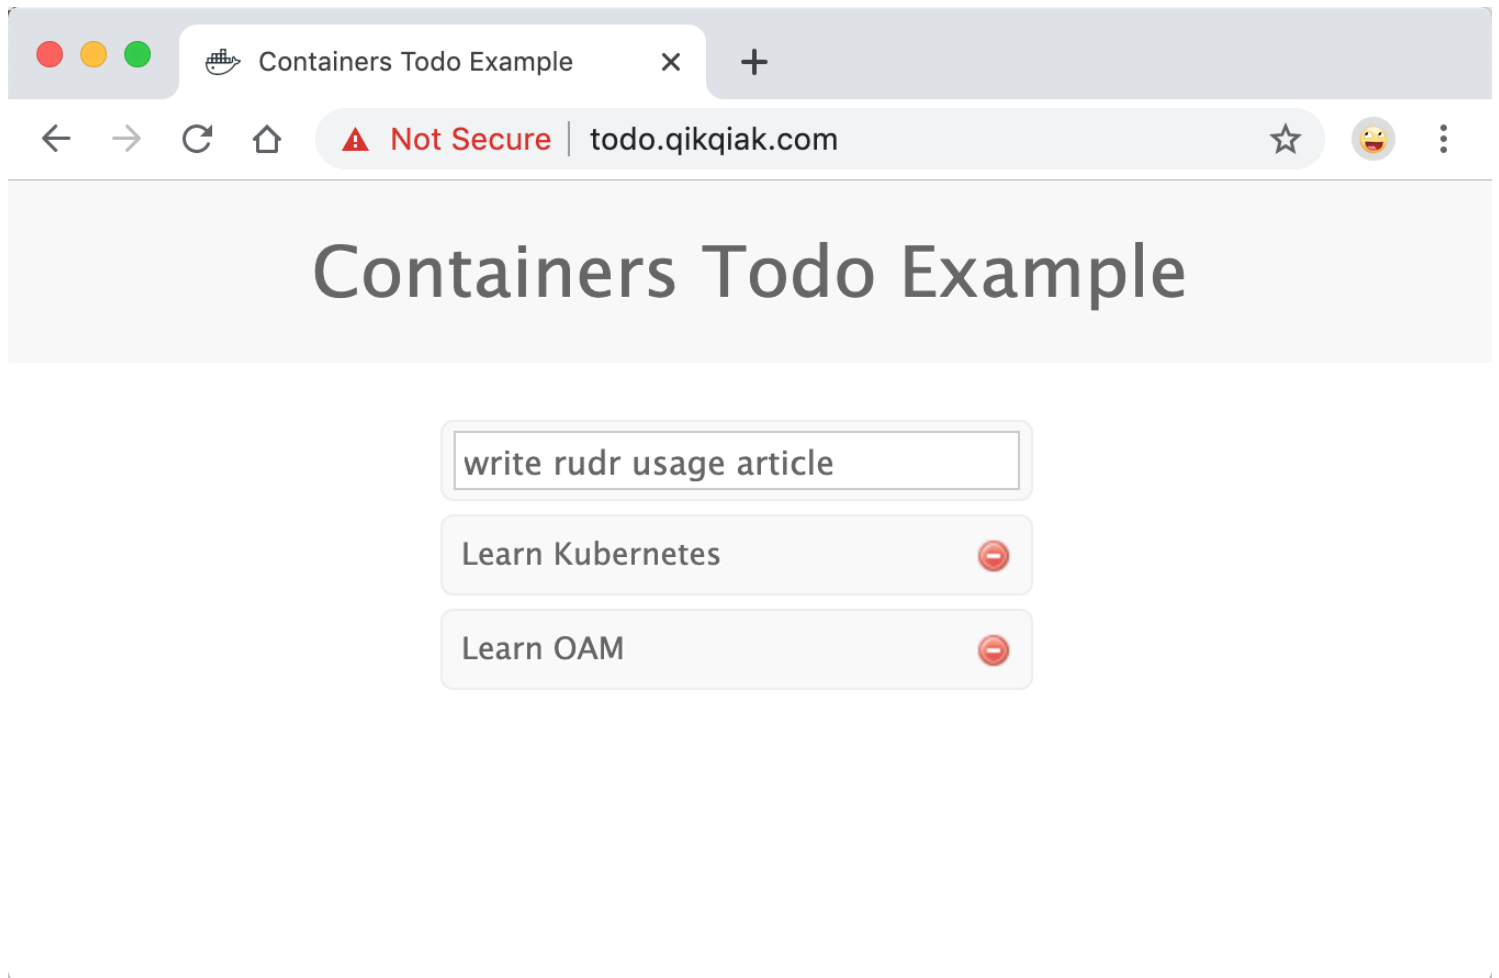 Containers Todo Example
Not Secure | todo.qikqiak.com
Containers Todo Example
write rudr usage article
Learn Kubernetes
Learn OAM